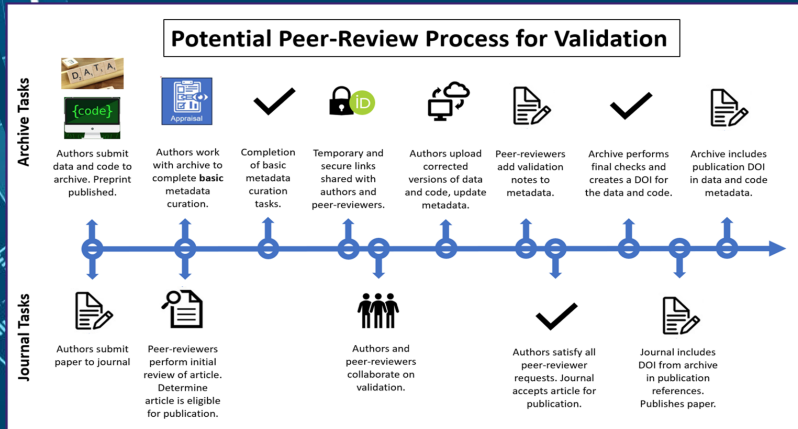 Potential Peer-Review Process for Validation
Archive Tasks
DATA
{code}
Appraisal
iD
Authors submit
data and code to
archive. Preprint
published.
Authors work
with archive to
complete basic
metadata
curation.
Completion
of basic
metadata
curation
tasks.
Temporary and
secure links
shared with
authors and
peer-reviewers.
Authors upload
corrected
versions of data
and code, update
metadata.
Peer-reviewers
add validation
notes to
metadata.
Archive performs
final checks and
creates a DOI for
the data and code.
Archive includes
publication DOI
in data and code
metadata.
Journal Tasks
Authors submit
paper to journal
Peer-reviewers
perform initial
review of article.
Determine
article is eligible
for publication.
Authors and
peer-reviewers
collaborate on
validation.
Authors satisfy all
peer-reviewer
requests. Journal
accepts article for
publication.
Journal includes
DOI from archive
in publication
references.
Publishes paper.